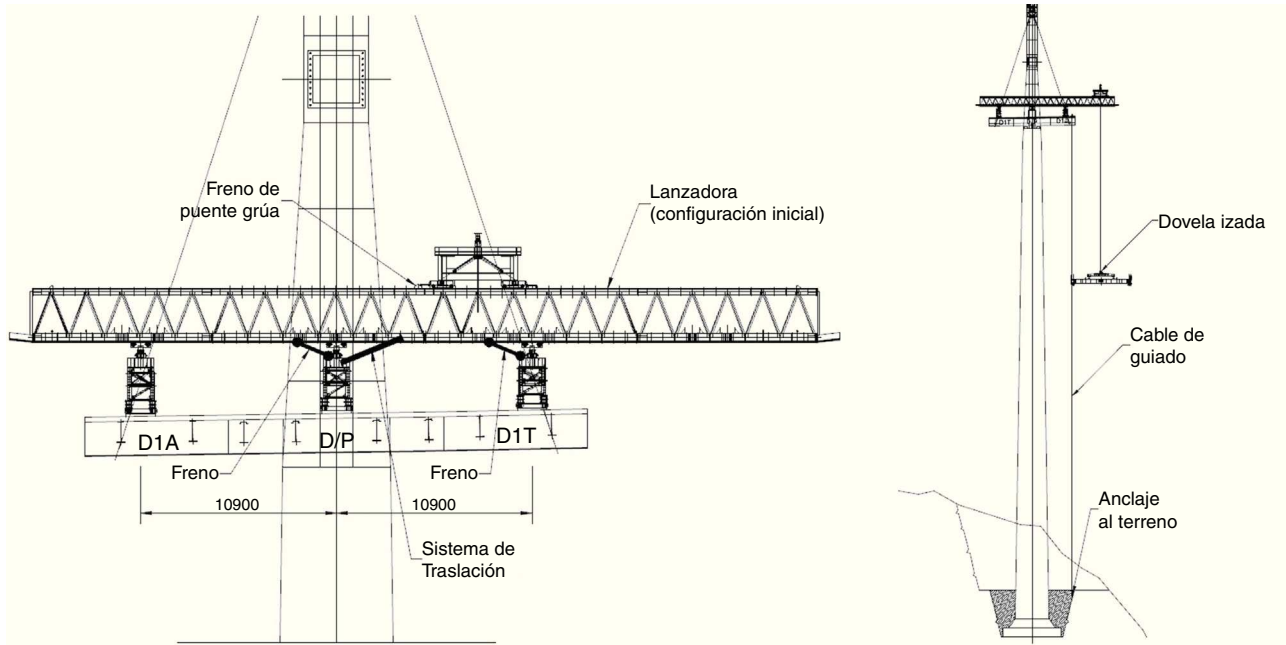 Freno de
puente grúa
Lanzadora
(configuración inicial)
D1A
D/P
D1T
Freno
Freno
10900
10900
Sistema de
Traslación
D1T
D1A
Dovela izada
Cable de
guiado
Anclaje
al terreno